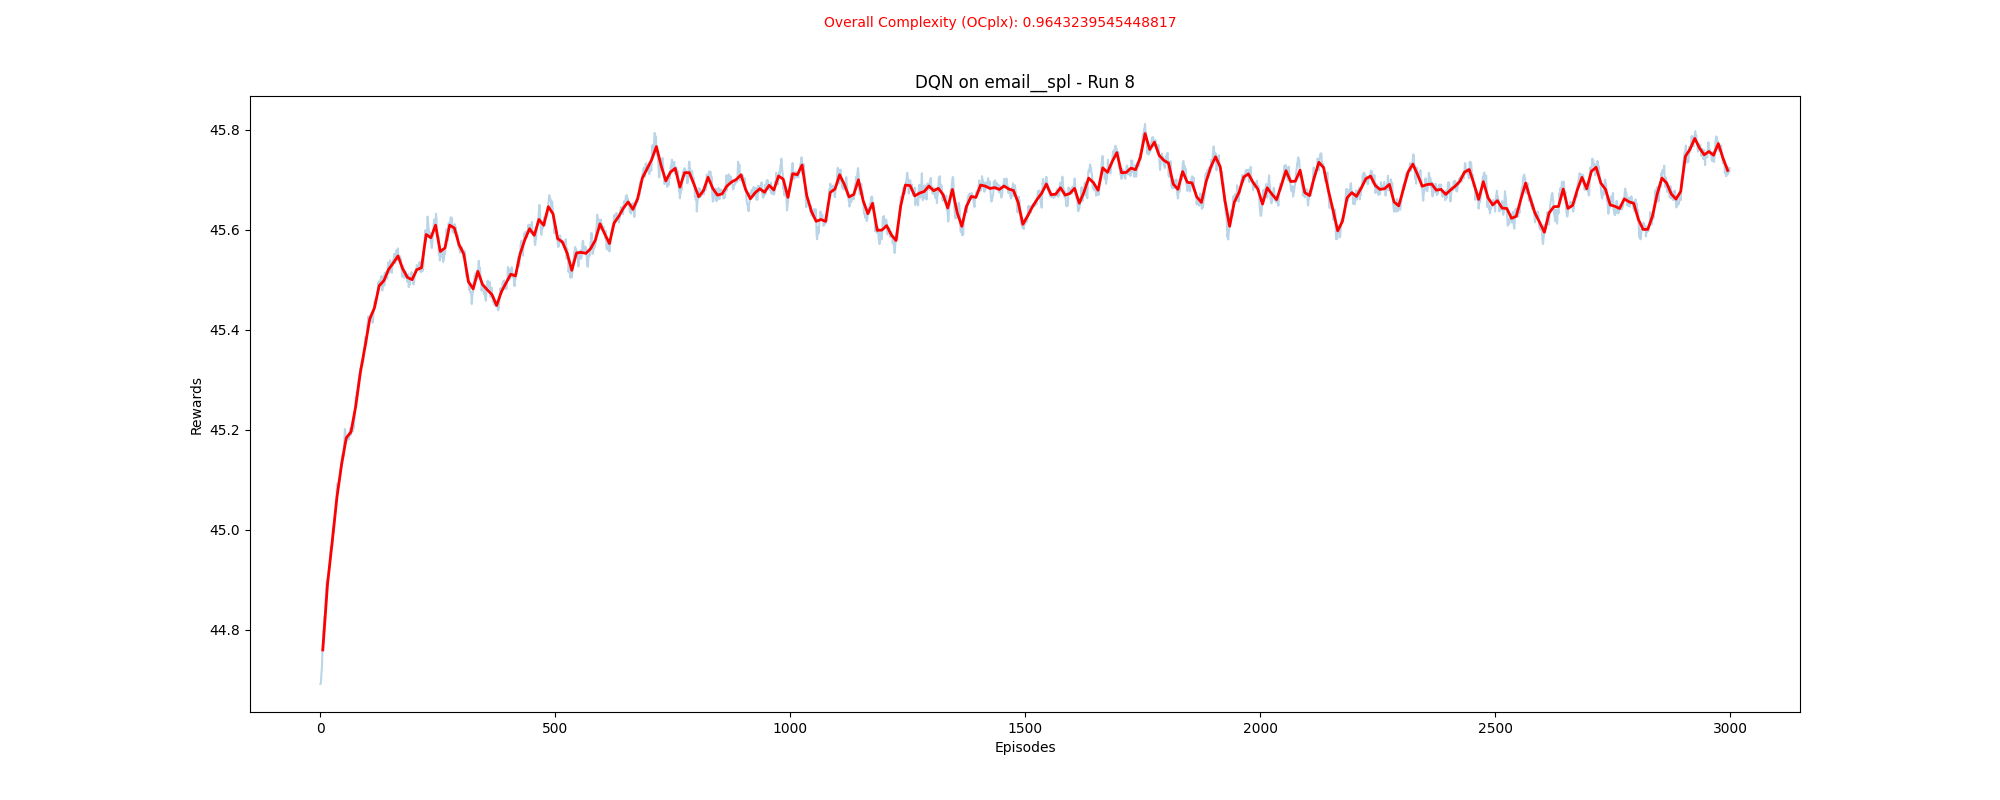 Overall Complexity (OCplx): 0.9643239545448817
DQN on email__spl - Run 8
45.8
45.6
45.4
45.2
45.0
44.8
Rewards
0 500 1000 1500 2000 2500 3000
Episodes